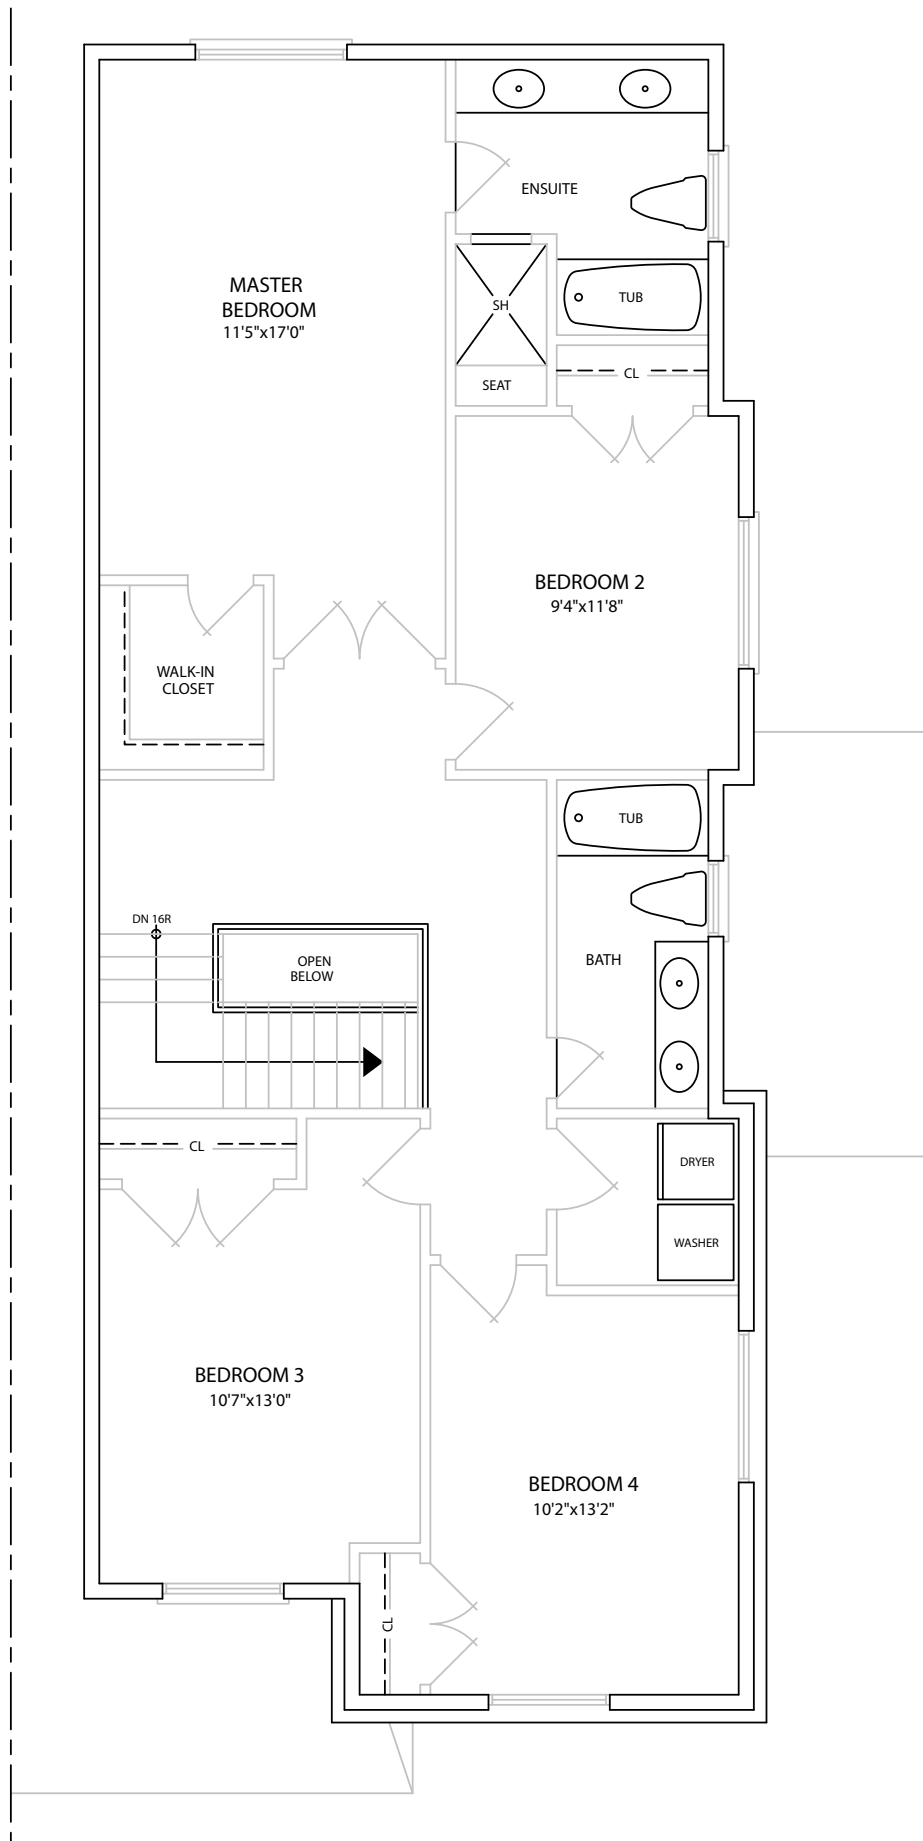 ENSUITE
MASTER
BEDROOM
11'5"x17'0"
TUB
SH
CL
SEAT
BEDROOM 2
9'4"x11'8"
WALK-IN
CLOSET
TUB
DN 16R
OPEN
BELOW
BATH
CL
DRYER
WASHER
BEDROOM 3
10'7"x13'0"
BEDROOM 4
10'2"x13'2"
CL